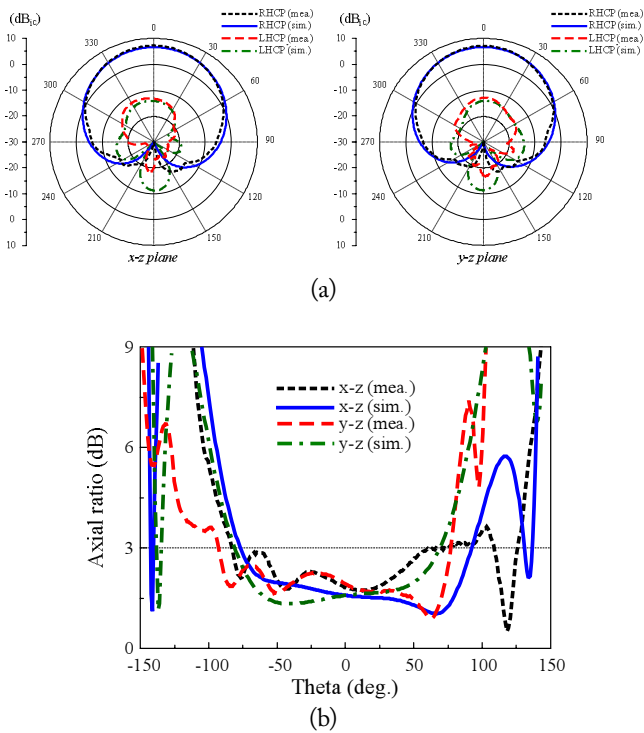 (dB1c) 0 RHCP(mea.) (dB1c) 0 RHCP(mea.)
RHCP(sim.) RHCP(sim.)
10 330 30 LHCP(mea.) 10 330 30 LHCP(mea.)
LHCP(sim.) LHCP(sim.)
0 0
300 60 300 60
-10 -10
-20 -20
-30 270 90 -30 270 90
-20 -20
-10 -10
240 120 240 120
0 0
10 210 150 10 210 150
x-z plane y-z plane
(a)
9
x-z (mea.)
x-z (sim.)
6 y-z (mea.)
y-z (sim.)
Axial ratio (dB)
3
0
-150 -100 -50 0 50 100 150
Theta (deg.)
(b)